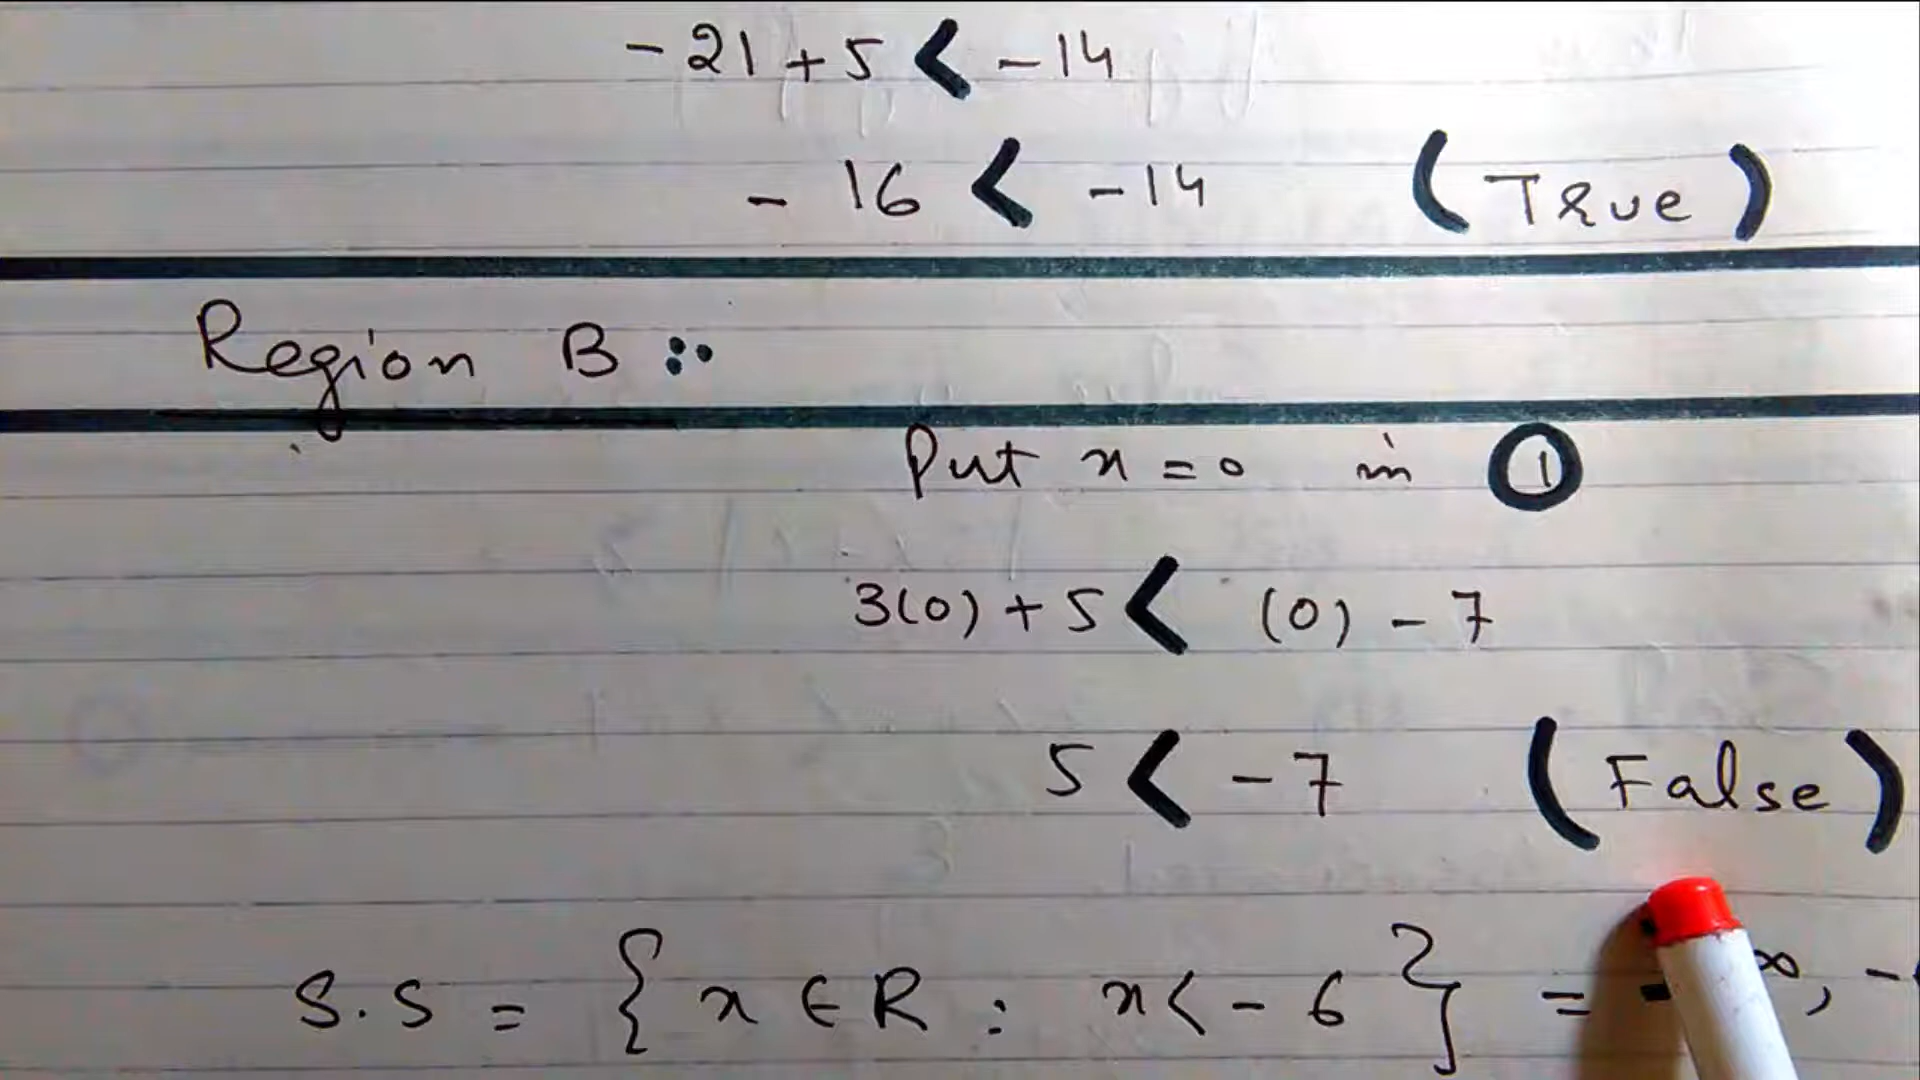 -21+5 < -14
- 16 < -14 (True)
Region B :•
Put x = 0 in ①
3(0) + 5 < (0) - 7
5 < -7 (False)
S.S = { x ∈ R : x < - 6 } = -∞, -